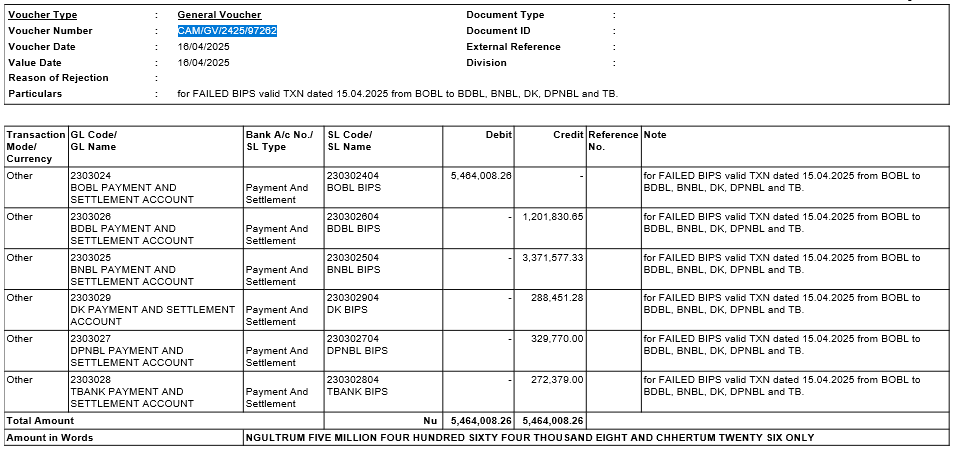 Voucher Type : General Voucher Document Type :
Voucher Number : CAM/GV/2425/97262 Document ID :
Voucher Date : 16/04/2025 External Reference :
Value Date : 16/04/2025 Division :
Reason of Rejection :
Particulars : for FAILED BIPS valid TXN dated 15.04.2025 from BOBL to BDBL, BNBL, DK, DPNBL and TB.
Transaction GL Code/ Bank A/c No./ SL Code/ Debit Credit Reference Note
Mode/ GL Name SL Type SL Name No.
Currency
Other 2303024 230302404 5,464,008.26 - for FAILED BIPS valid TXN dated 15.04.2025 from BOBL to
BOBL PAYMENT AND Payment And BOBL BIPS BDBL, BNBL, DK, DPNBL and TB.
SETTLEMENT ACCOUNT Settlement
Other 2303026 230302604 - 1,201,830.65 for FAILED BIPS valid TXN dated 15.04.2025 from BOBL to
BDBL PAYMENT AND Payment And BDBL BIPS BDBL, BNBL, DK, DPNBL and TB.
SETTLEMENT ACCOUNT Settlement
Other 2303025 230302504 - 3,371,577.33 for FAILED BIPS valid TXN dated 15.04.2025 from BOBL to
BNBL PAYMENT AND Payment And BNBL BIPS BDBL, BNBL, DK, DPNBL and TB.
SETTLEMENT ACCOUNT Settlement
Other 2303029 230302904 - 288,451.28 for FAILED BIPS valid TXN dated 15.04.2025 from BOBL to
DK PAYMENT AND SETTLEMENT Payment And DK BIPS BDBL, BNBL, DK, DPNBL and TB.
ACCOUNT Settlement
Other 2303027 230302704 - 329,770.00 for FAILED BIPS valid TXN dated 15.04.2025 from BOBL to
DPNBL PAYMENT AND Payment And DPNBL BIPS BDBL, BNBL, DK, DPNBL and TB.
SETTLEMENT ACCOUNT Settlement
Other 2303028 230302804 - 272,379.00 for FAILED BIPS valid TXN dated 15.04.2025 from BOBL to
TBANK PAYMENT AND Payment And TBANK BIPS BDBL, BNBL, DK, DPNBL and TB.
SETTLEMENT ACCOUNT Settlement
Total Amount Nu 5,464,008.26 5,464,008.26
Amount in Words NGULTRUM FIVE MILLION FOUR HUNDRED SIXTY FOUR THOUSAND EIGHT AND CHHERTUM TWENTY SIX ONLY